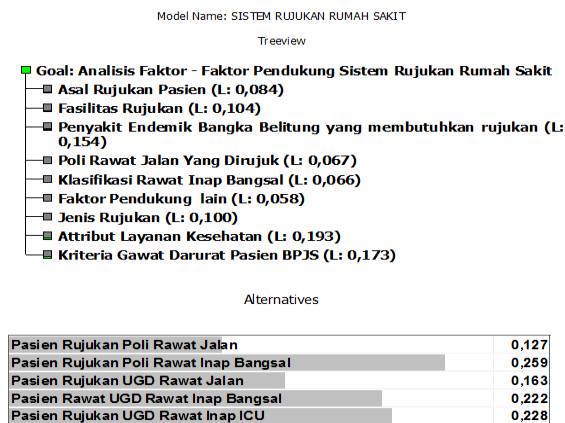 Model Name: SISTEM RUJUKAN RUMAH SAKIT
Treeview
Goal: Analisis Faktor - Faktor Pendukung Sistem Rujukan Rumah Sakit
Asal Rujukan Pasien (L: 0,084)
Fasilitas Rujukan (L: 0,104)
Penyakit Endemik Bangka Belitung yang membutuhkan rujukan (L:
0,154)
Poli Rawat Jalan Yang Dirujuk (L: 0,067)
Klasifikasi Rawat Inap Bangsal (L: 0,066)
Faktor Pendukung lain (L: 0,058)
Jenis Rujukan (L: 0,100)
Attribut Layanan Kesehatan (L: 0,193)
Kriteria Gawat Darurat Pasien BPJS (L: 0,173)
Alternatives
Pasien Rujukan Poli Rawat Jalan 0,127
Pasien Rujukan Poli Rawat Inap Bangsal 0,259
Pasien Rujukan UGD Rawat Jalan 0,163
Pasien Rawat UGD Rawat Inap Bangsal 0,222
Pasien Rujukan UGD Rawat Inap ICU 0,228